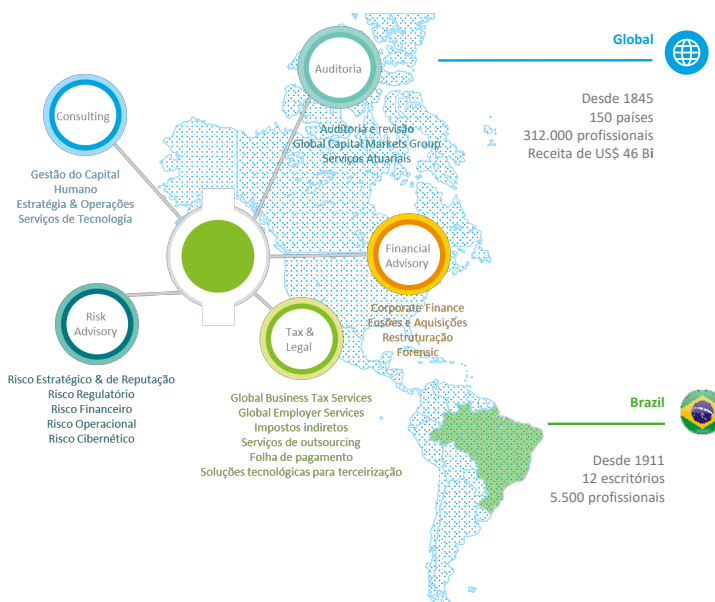 Global
Desde 1845
150 países
312.000 profissionais
Receita de US$ 46 Bi
Auditoria
Auditoria e revisão
Global Capital Markets Group
Serviços Atuariais
Consulting
Gestão do Capital
Humano
Estratégia & Operações
Serviços de Tecnologia
Financial
Advisory
Corporate Finance
Fusões e Aquisições
Restruturação
Forensic
Risk
Advisory
Risco Estratégico & de Reputação
Risco Regulatório
Risco Financeiro
Risco Operacional
Risco Cibernético
Tax &
Legal
Global Business Tax Services
Global Employer Services
Impostos indiretos
Serviços de outsourcing
Folha de pagamento
Soluções tecnológicas para terceirização
Brazil
Desde 1911
12 escritórios
5.500 profissionais